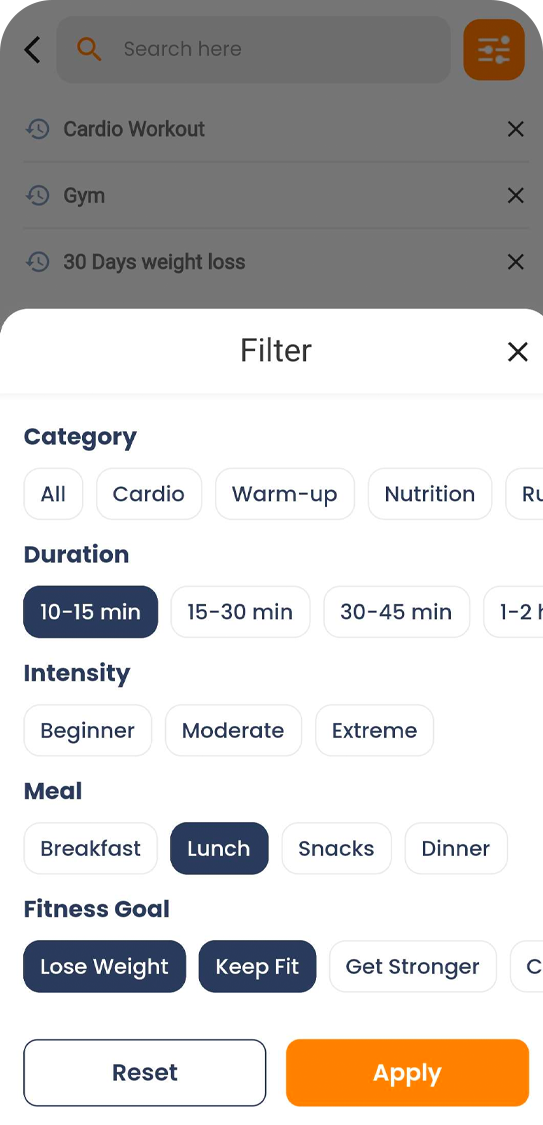 Search here
Cardio Workout
Gym
30 Days weight loss
Filter
Category
All Cardio Warm-up Nutrition
Duration
10-15 min 15-30 min 30-45 min 1-2
Intensity
Beginner Moderate Extreme
Meal
Breakfast Lunch Snacks Dinner
Fitness Goal
Lose Weight Keep Fit Get Stronger
Reset Apply